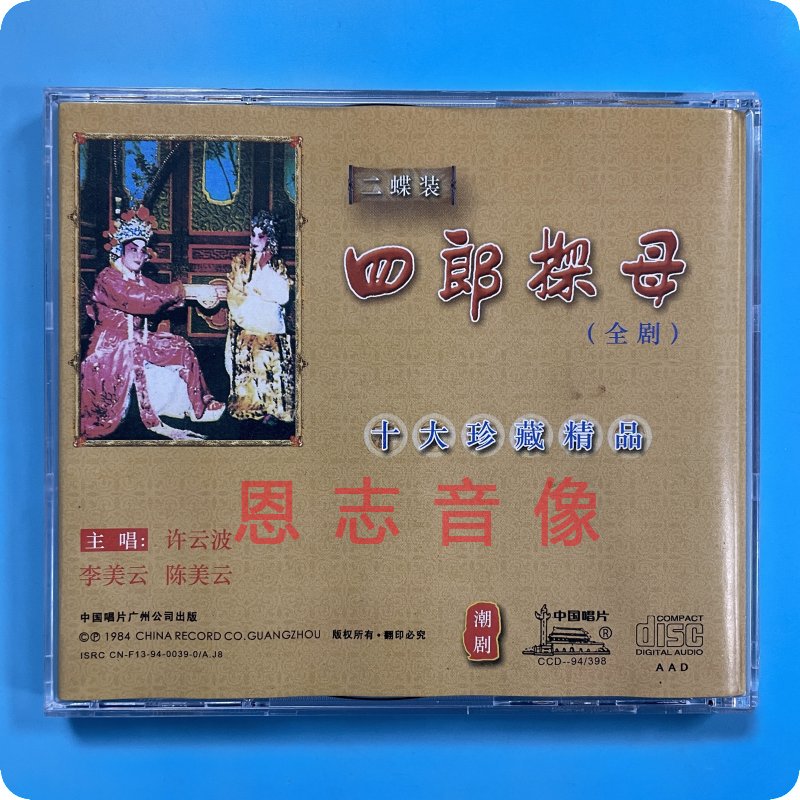 二蝶装
四郎探母
(全剧)
十大珍藏精品
恩志音像
主唱: 许云波
李美云 陈美云
中国唱片广州公司出版
©℗ 1984 CHINA RECORD CO.GUANGZHOU 版权所有·翻印必究
ISRC CN-F13-94-0039-0/A.J8
潮剧
中国唱片
®
CCD--94/398
COMPACT
disc
DIGITAL AUDIO
AAD